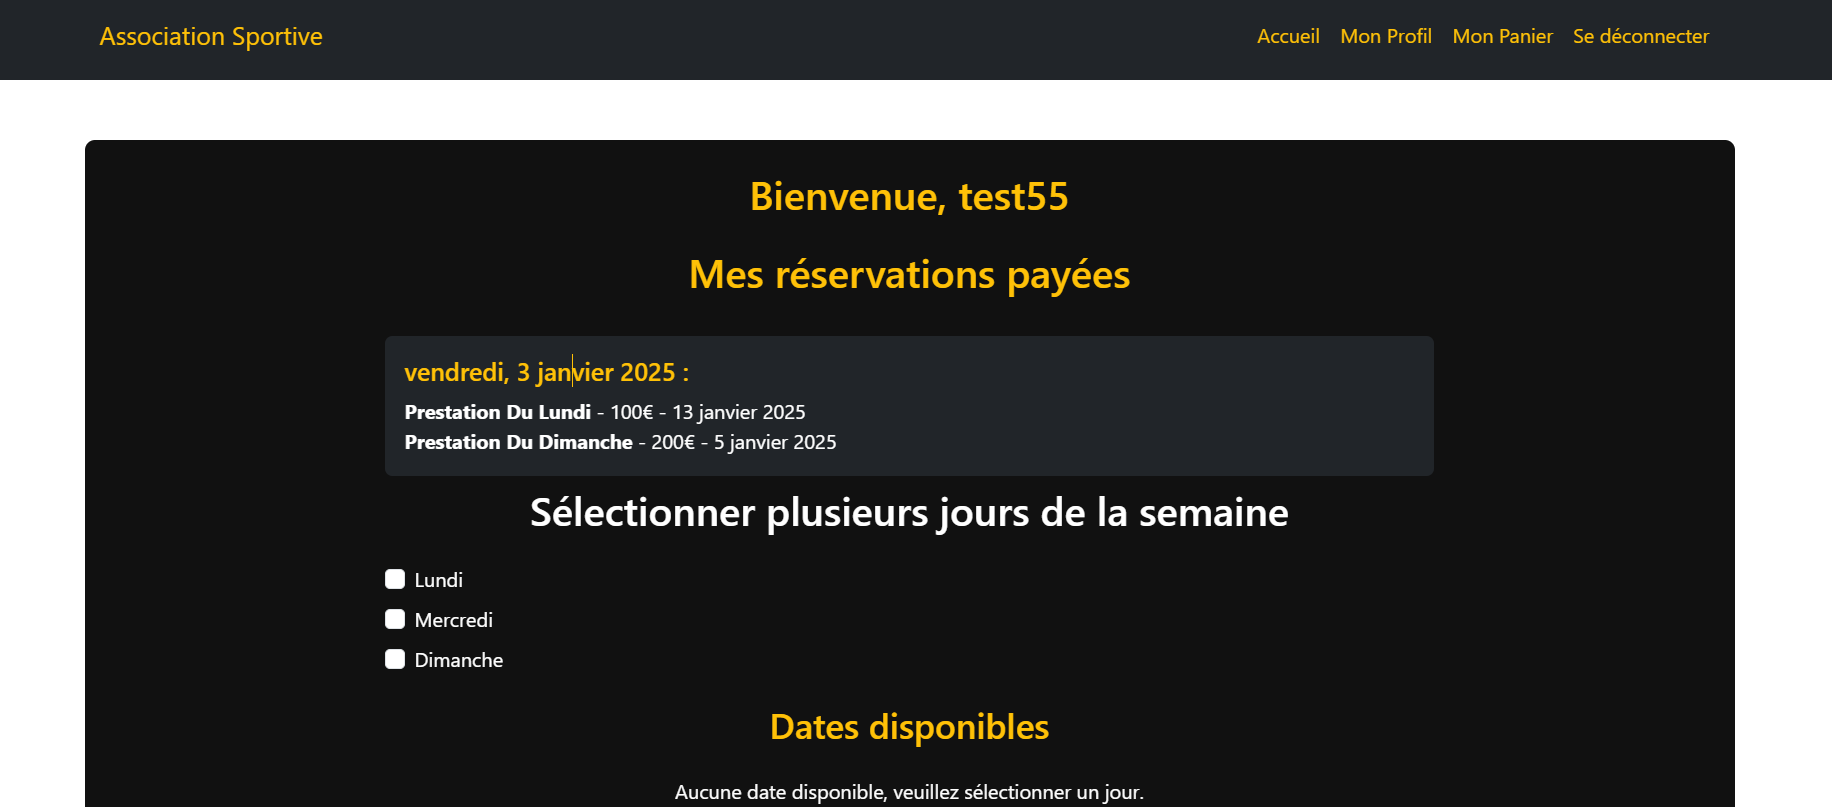 Association Sportive
Accueil Mon Profil Mon Panier Se déconnecter
Bienvenue, test55
Mes réservations payées
vendredi, 3 janvier 2025 :
Prestation Du Lundi - 100€ - 13 janvier 2025
Prestation Du Dimanche - 200€ - 5 janvier 2025
Sélectionner plusieurs jours de la semaine
Lundi
Mercredi
Dimanche
Dates disponibles
Aucune date disponible, veuillez sélectionner un jour.